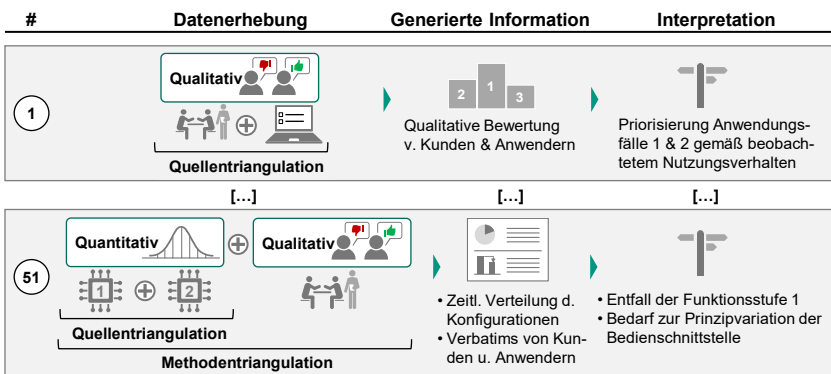 # Datenerhebung Generierte Information Interpretation
1
Qualitativ
Quellentriangulation
2 1 3
Qualitative Bewertung
v. Kunden & Anwendern
Priorisierung Anwendungs-
fälle 1 & 2 gemäß beobach-
tetem Nutzungsverhalten
[…] […] […]
51
Quantitativ
Qualitativ
1 2
Quellentriangulation
Methodentriangulation
• Zeitl. Verteilung d.
Konfigurationen
• Verbatims von Kun-
den u. Anwendern
• Entfall der Funktionsstufe 1
• Bedarf zur Prinzipvariation der
Bedienschnittstelle